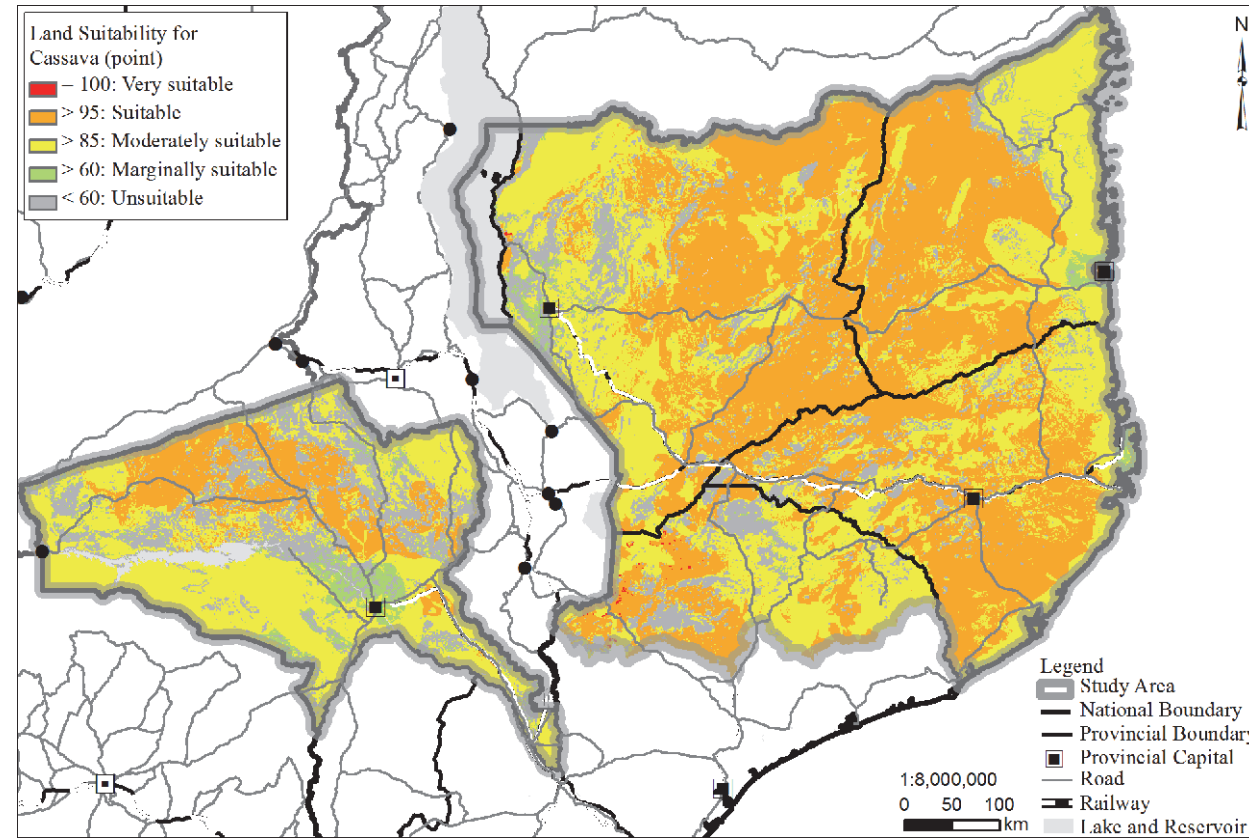 Land Suitability for
Cassava (point)
– 100: Very suitable
> 95: Suitable
> 85: Moderately suitable
> 60: Marginally suitable
< 60: Unsuitable
N
Legend
Study Area
National Boundary
Provincial Boundary
Provincial Capital
Road
Railway
Lake and Reservoir
1:8,000,000
0 50 100
km